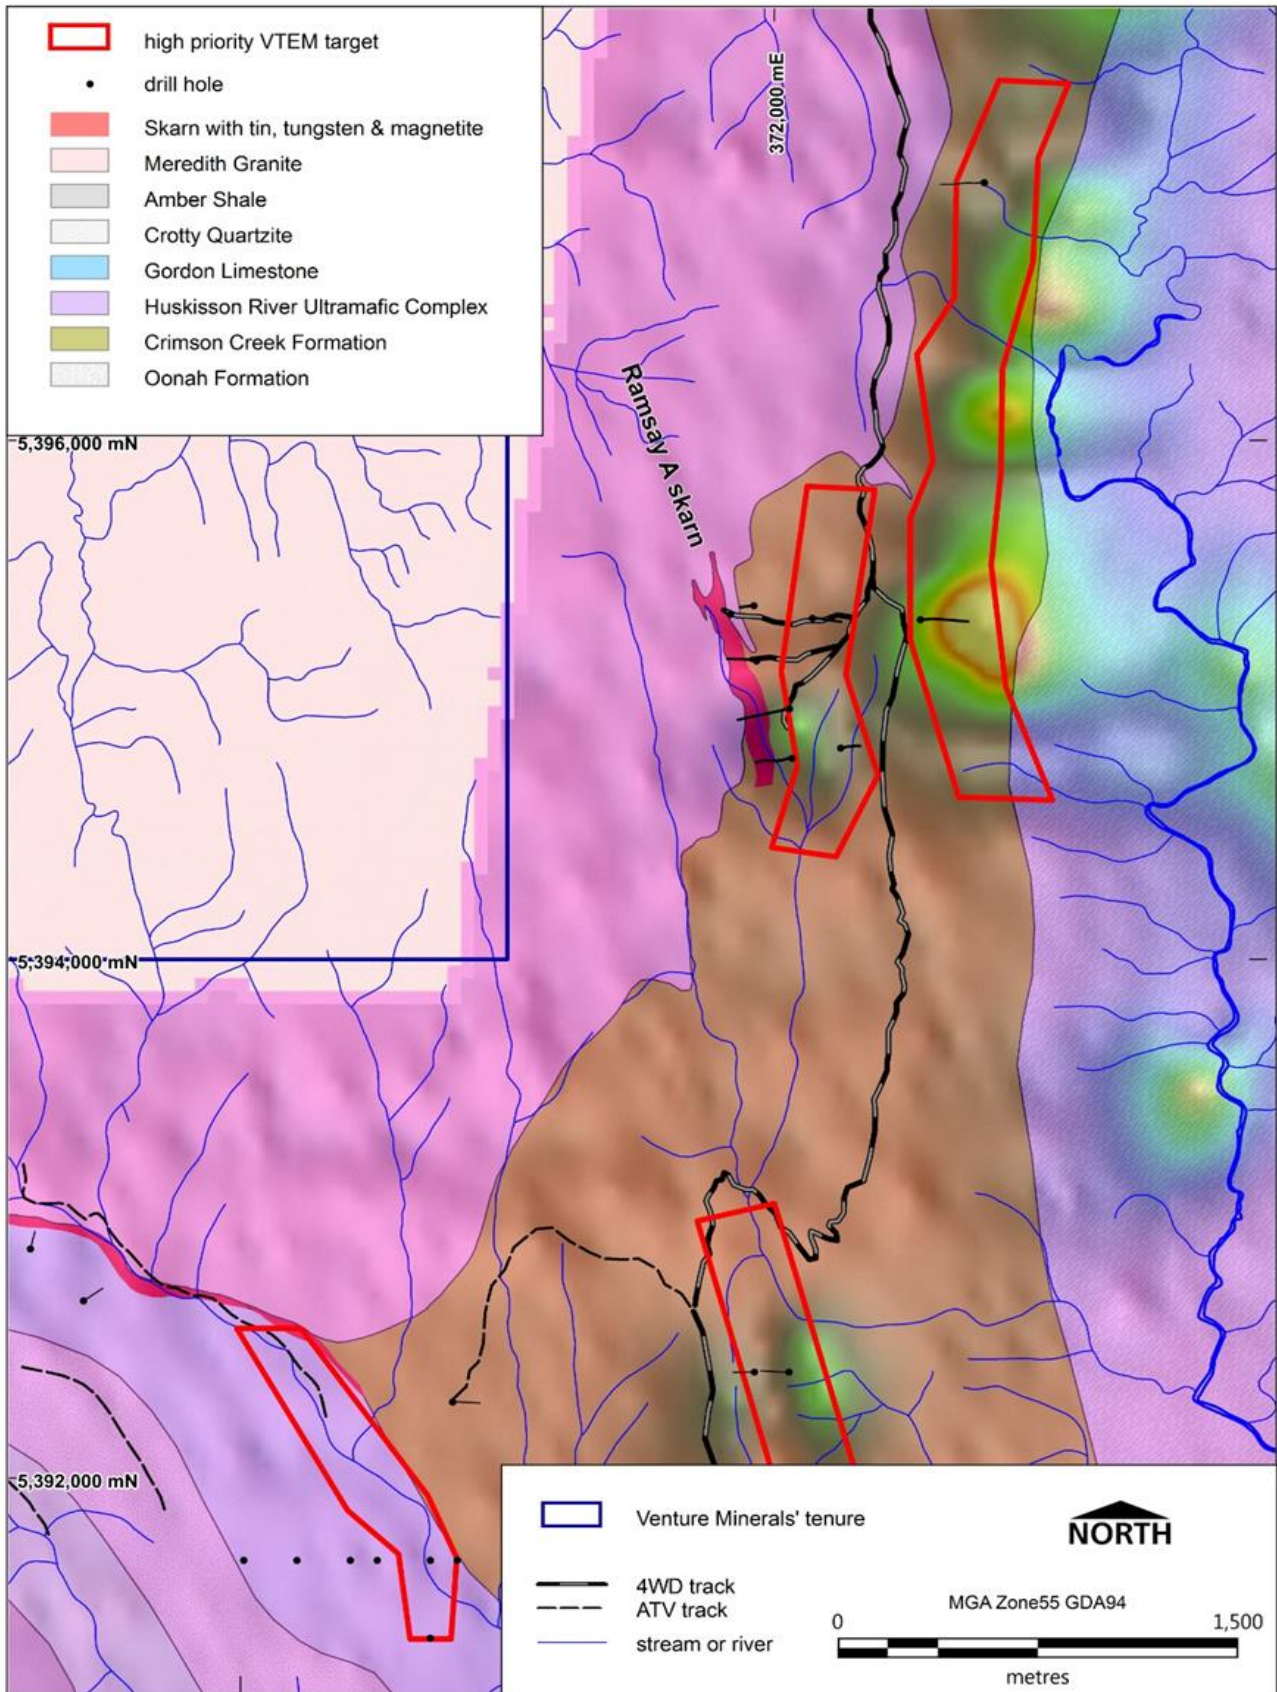 high priority VTEM target
drill hole
Skarn with tin, tungsten & magnetite
Meredith Granite
Amber Shale
Crotty Quartzite
Gordon Limestone
Huskisson River Ultramafic Complex
Crimson Creek Formation
Oonah Formation
372,000 mE
Ramsay A skarn
5,396,000 mN
5,394,000 mN
5,392,000 mN
Venture Minerals' tenure
NORTH
4WD track
ATV track
stream or river
MGA Zone55 GDA94
0 1,500
metres